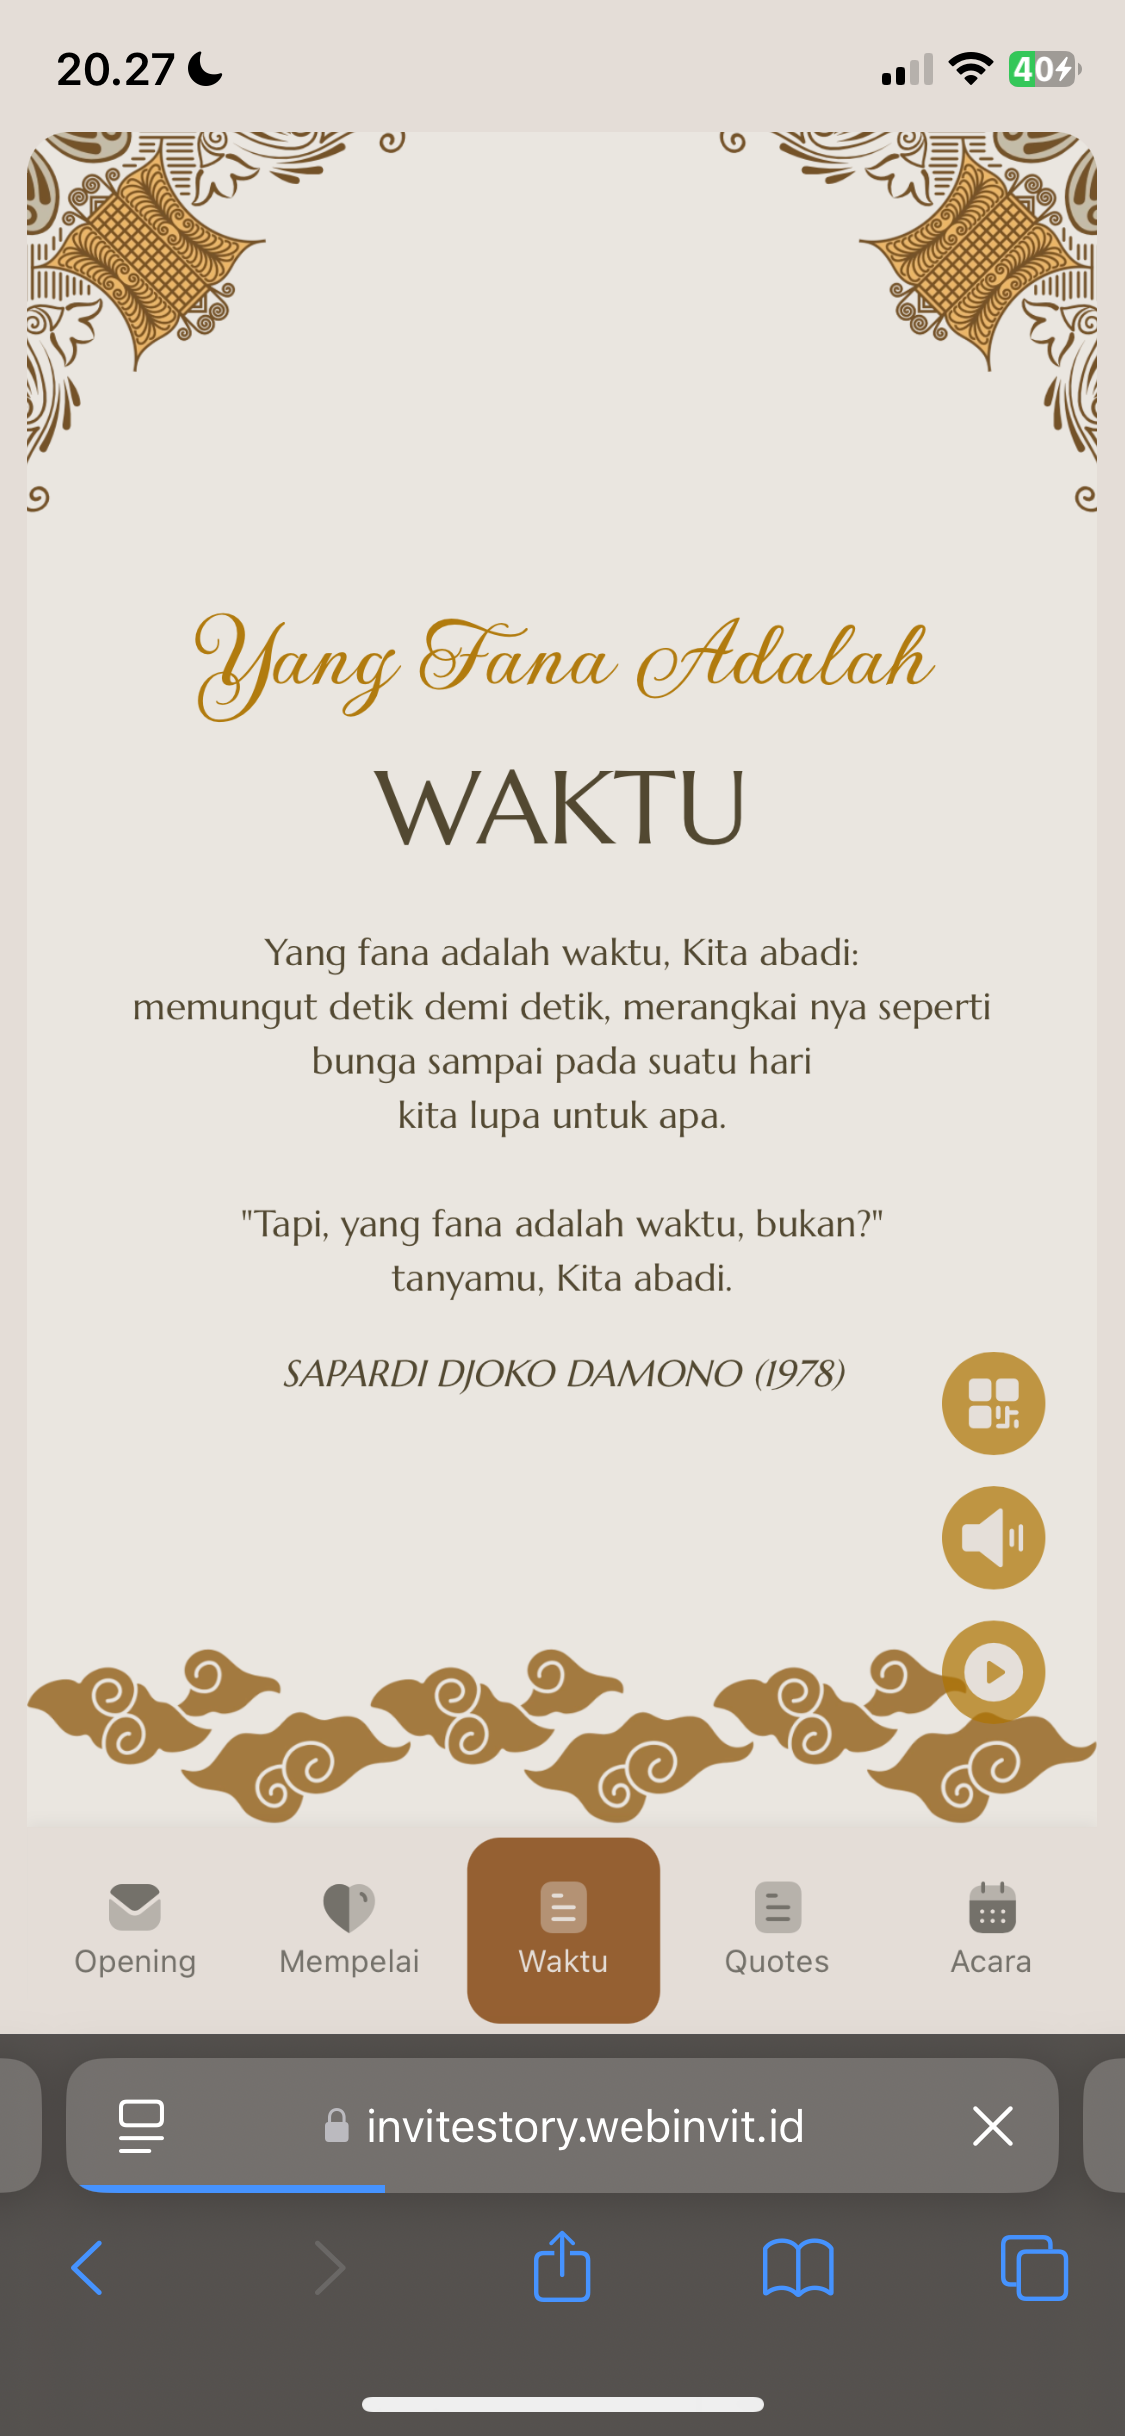 20.27
40
Yang Fana Adalah
WAKTU
Yang fana adalah waktu, Kita abadi:
memungut detik demi detik, merangkai nya seperti
bunga sampai pada suatu hari
kita lupa untuk apa.
"Tapi, yang fana adalah waktu, bukan?"
tanyamu, Kita abadi.
SAPARDI DJOKO DAMONO (1978)
Opening Mempelai Waktu Quotes Acara
invitestory.webinvit.id